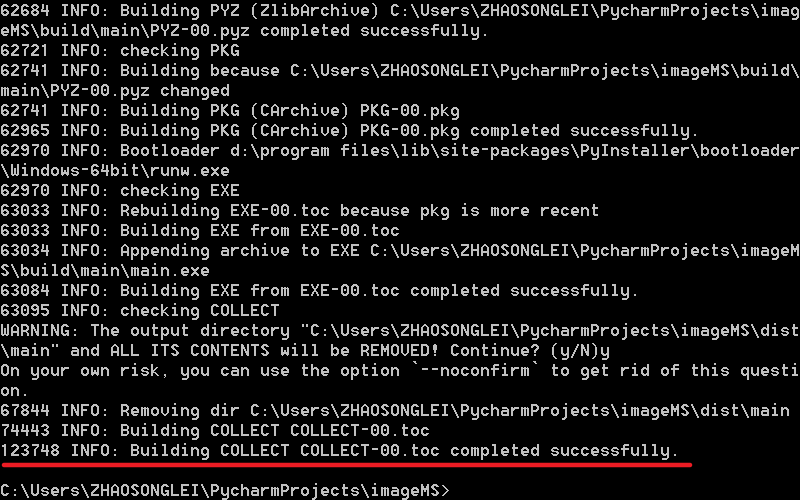 62684 INFO: Building PYZ (ZlibArchive) C:\Users\ZHAOSONGLEI\PycharmProjects\imag
eMS\build\main\PYZ-00.pyz completed successfully.
62721 INFO: checking PKG
62741 INFO: Building because C:\Users\ZHAOSONGLEI\PycharmProjects\imageMS\build\
main\PYZ-00.pyz changed
62741 INFO: Building PKG (CArchive) PKG-00.pkg
62965 INFO: Building PKG (CArchive) PKG-00.pkg completed successfully.
62970 INFO: Bootloader d:\program files\lib\site-packages\PyInstaller\bootloader
\Windows-64bit\runw.exe
62970 INFO: checking EXE
63033 INFO: Rebuilding EXE-00.toc because pkg is more recent
63033 INFO: Building EXE from EXE-00.toc
63034 INFO: Appending archive to EXE C:\Users\ZHAOSONGLEI\PycharmProjects\imageM
S\build\main\main.exe
63084 INFO: Building EXE from EXE-00.toc completed successfully.
63095 INFO: checking COLLECT
WARNING: The output directory "C:\Users\ZHAOSONGLEI\PycharmProjects\imageMS\dist
\main" and ALL ITS CONTENTS will be REMOVED! Continue? (y/N)y
On your own risk, you can use the option `--noconfirm` to get rid of this questi
on.
67844 INFO: Removing dir C:\Users\ZHAOSONGLEI\PycharmProjects\imageMS\dist\main
74443 INFO: Building COLLECT COLLECT-00.toc
123748 INFO: Building COLLECT COLLECT-00.toc completed successfully.
C:\Users\ZHAOSONGLEI\PycharmProjects\imageMS>